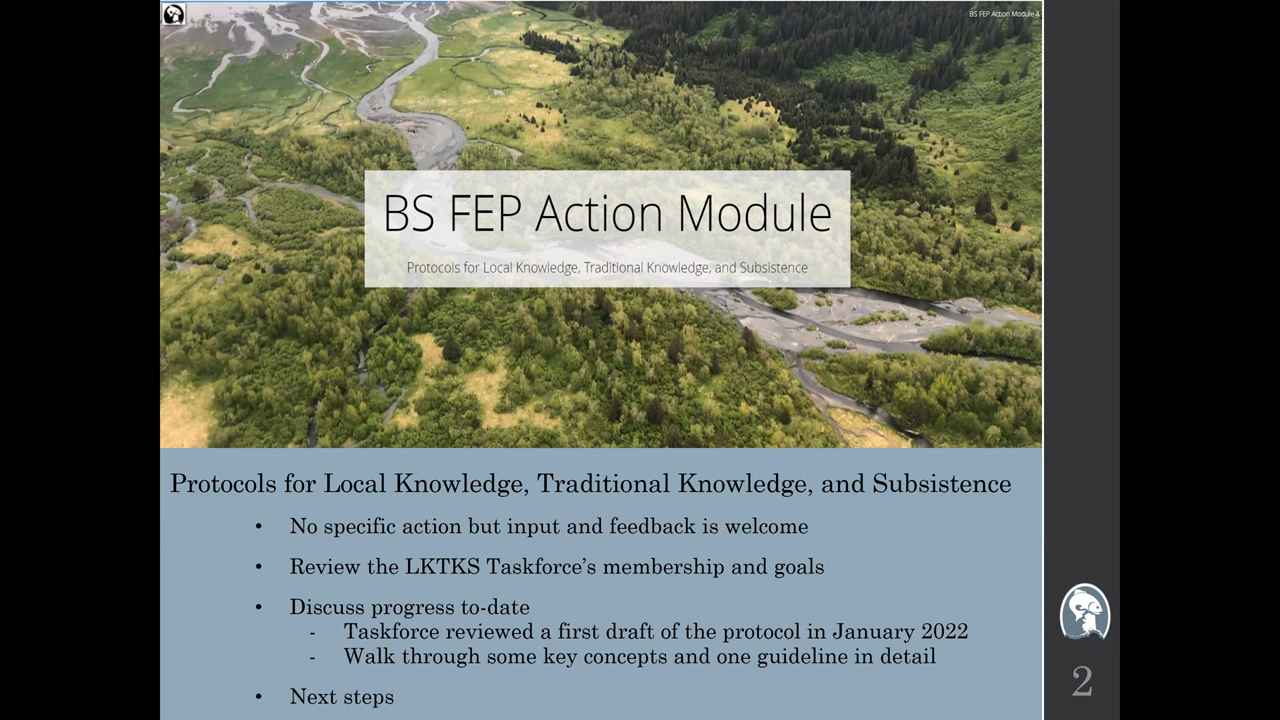 BS FEP Action Module 4
BS FEP Action Module
Protocols for Local Knowledge, Traditional Knowledge, and Subsistence
Protocols for Local Knowledge, Traditional Knowledge, and Subsistence
• No specific action but input and feedback is welcome
• Review the LKTKS Taskforce’s membership and goals
• Discuss progress to-date
- Taskforce reviewed a first draft of the protocol in January 2022
- Walk through some key concepts and one guideline in detail
• Next steps
2